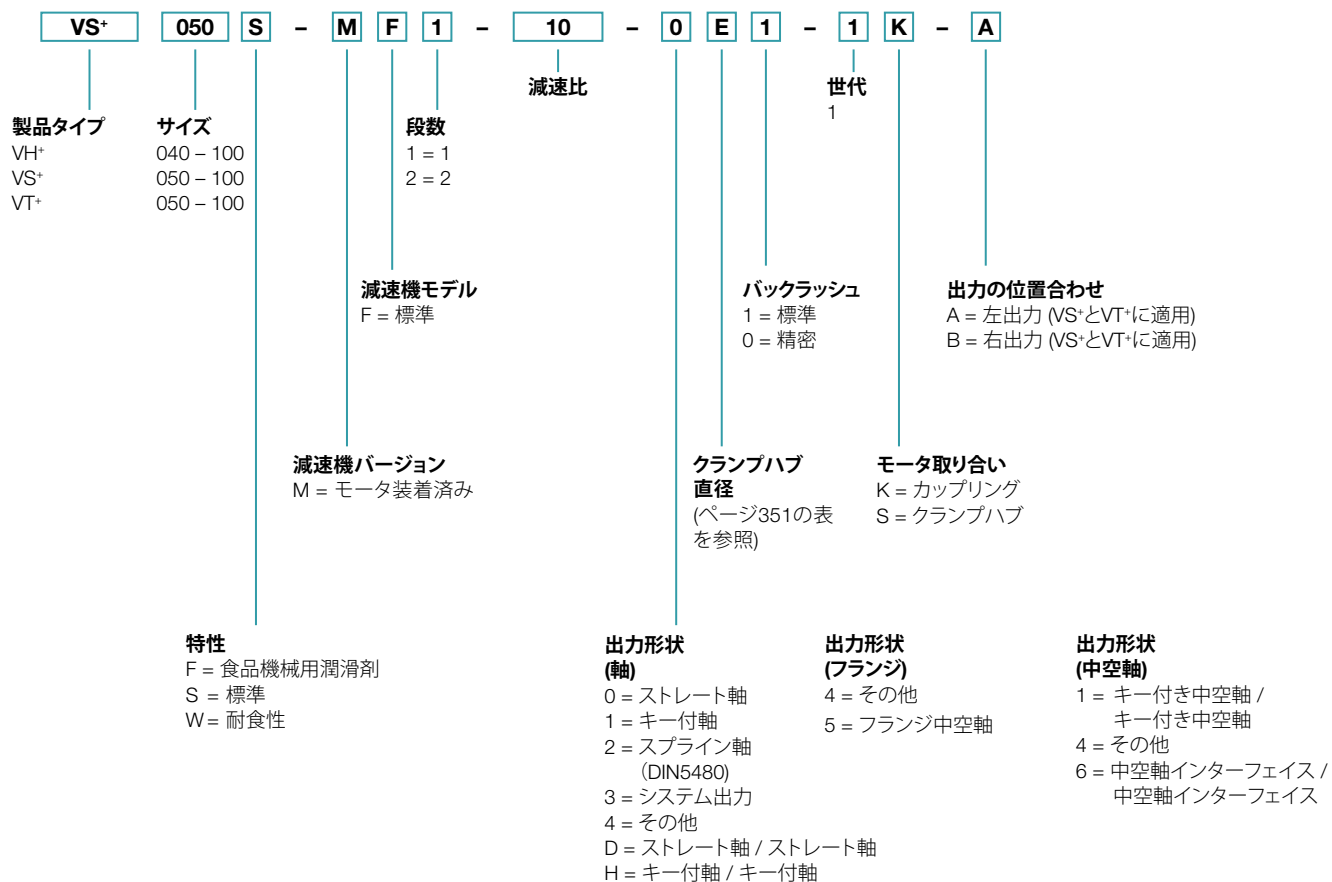 VS⁺ 050 S – M F 1 – 10 – 0 E 1 – 1 K – A
減速比
世代
1
製品タイプ
VH⁺
VS⁺
VT⁺
サイズ
040 – 100
050 – 100
050 – 100
段数
1 = 1
2 = 2
減速機モデル
F = 標準
バックラッシュ
1 = 標準
0 = 精密
出力の位置合わせ
A = 左出力 (VS⁺とVT⁺に適用)
B = 右出力 (VS⁺とVT⁺に適用)
減速機バージョン
M = モータ装着済み
クランプハブ
直径
(ページ351の表
を参照)
モータ取り合い
K = カップリング
S = クランプハブ
特性
F = 食品機械用潤滑剤
S = 標準
W = 耐食性
出力形状
(軸)
0 = ストレート軸
1 = キー付軸
2 = スプライン軸
（DIN5480)
3 = システム出力
4 = その他
D = ストレート軸 / ストレート軸
H = キー付軸 / キー付軸
出力形状
(フランジ)
4 = その他
5 = フランジ中空軸
出力形状
(中空軸)
1 = キー付き中空軸 /
キー付き中空軸
4 = その他
6 = 中空軸インターフェイス /
中空軸インターフェイス